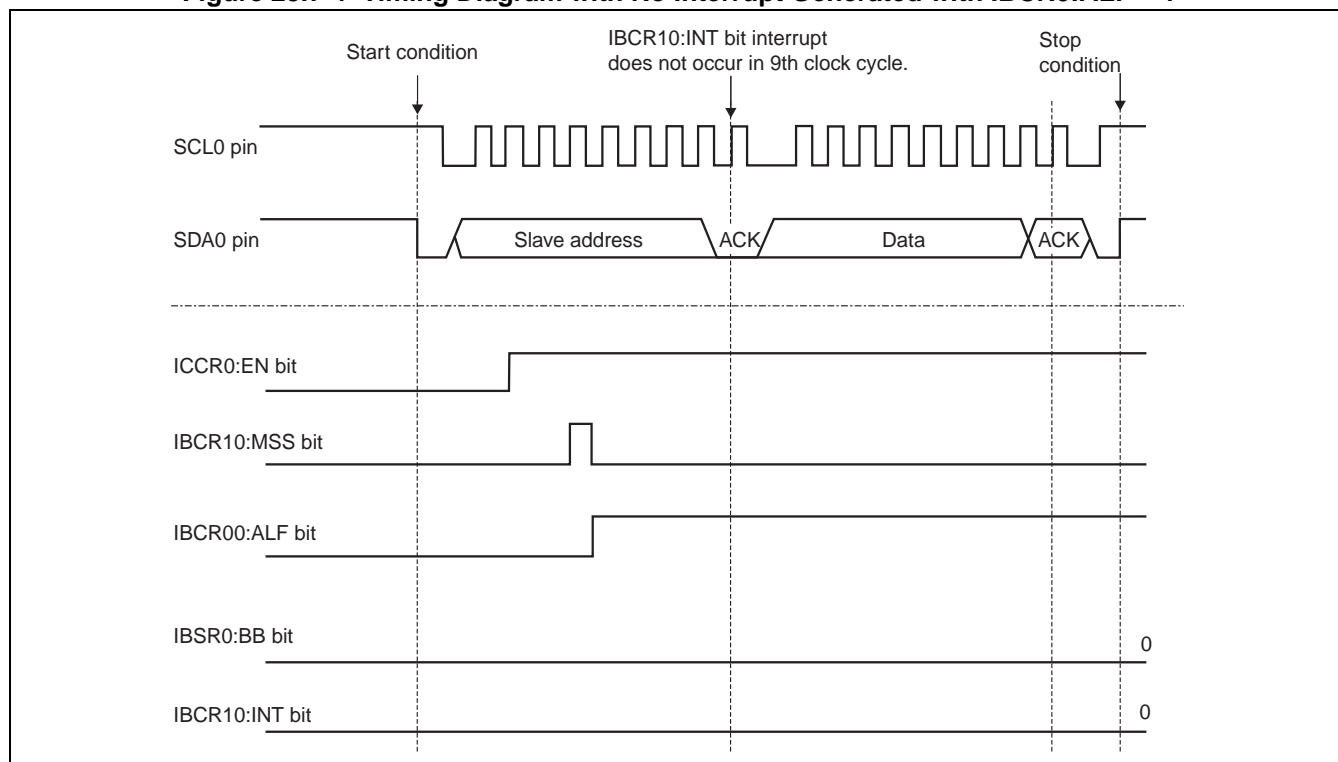 Start condition
IBCR10:INT bit interrupt
does not occur in 9th clock cycle.
Stop
condition
SCL0 pin
SDA0 pin
Slave address
ACK
Data
ACK
ICCR0:EN bit
IBCR10:MSS bit
IBCR00:ALF bit
IBSR0:BB bit
0
IBCR10:INT bit
0